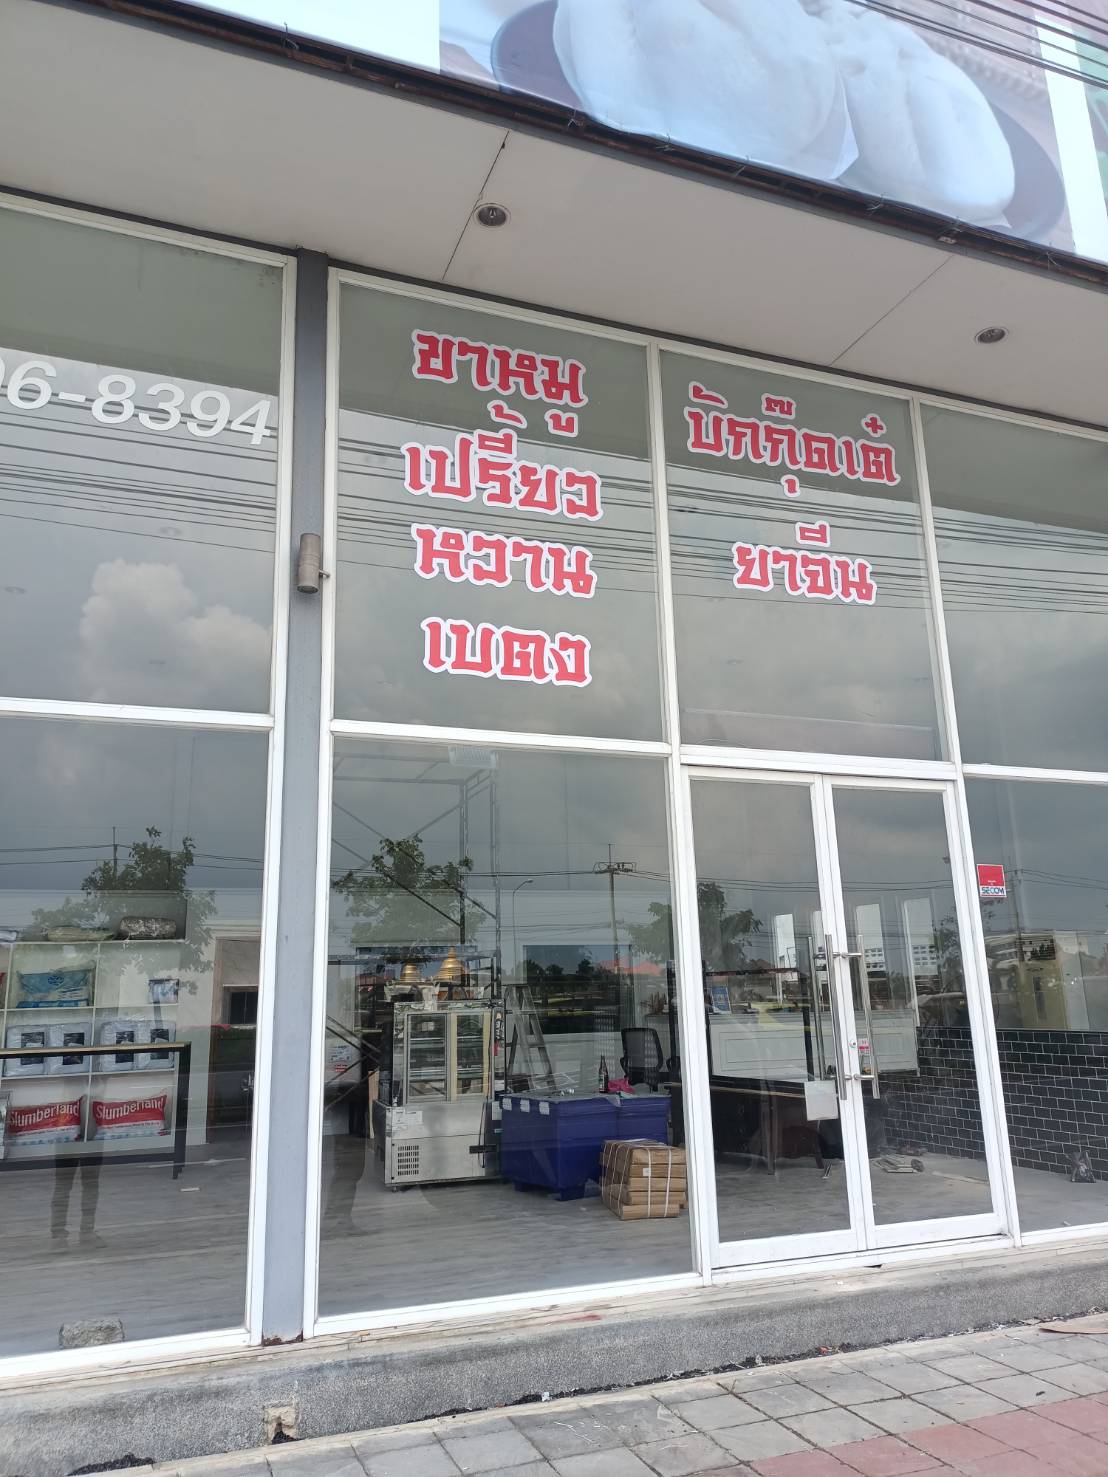 06-8394
ขาหมู
เปรี้ยว
หวาน
เบตง
บักกุ๊ดเต๋
ยาจีน
SECOM
Slumberland
Slumberland